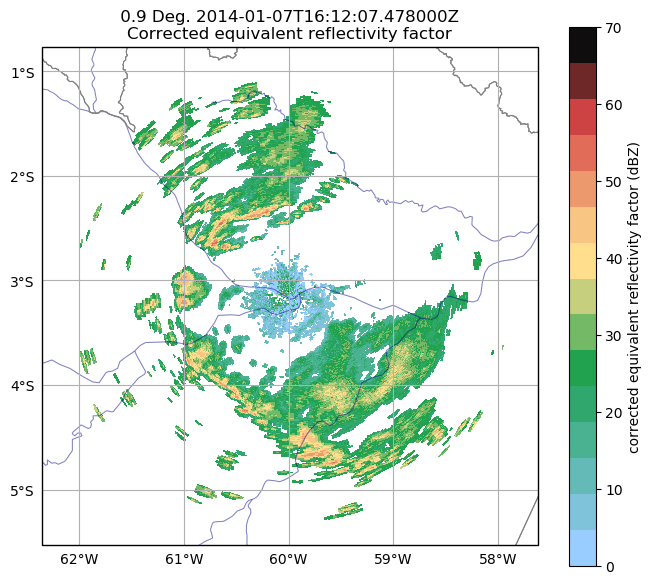 0.9 Deg. 2014-01-07T16:12:07.478000Z
Corrected equivalent reflectivity factor
1°S
2°S
3°S
4°S
5°S
62°W 61°W 60°W 59°W 58°W
70
60
50
40
30
20
10
0
corrected equivalent reflectivity factor (dBZ)